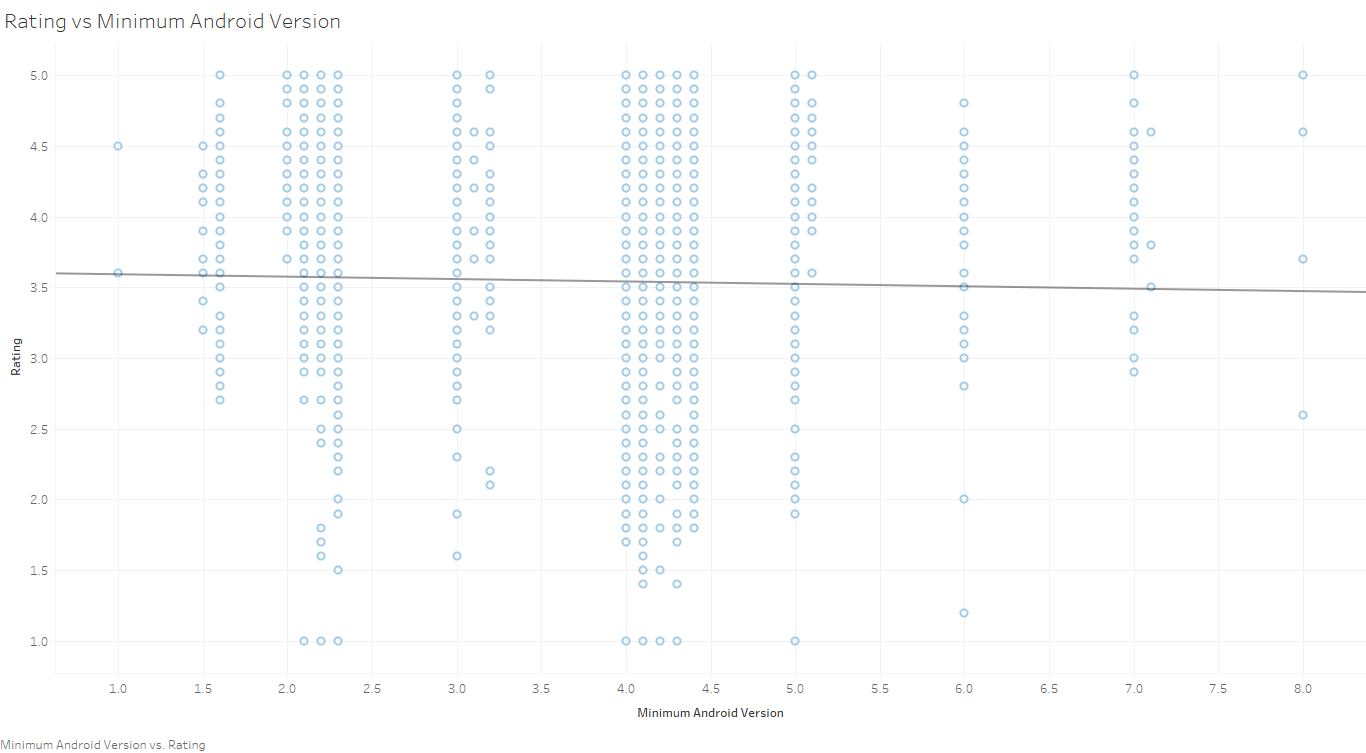 Rating vs Minimum Android Version
5.0
4.5
4.0
3.5
3.0
2.5
2.0
1.5
1.0
Rating
1.0 1.5 2.0 2.5 3.0 3.5 4.0 4.5 5.0 5.5 6.0 6.5 7.0 7.5 8.0
Minimum Android Version
Minimum Android Version vs. Rating